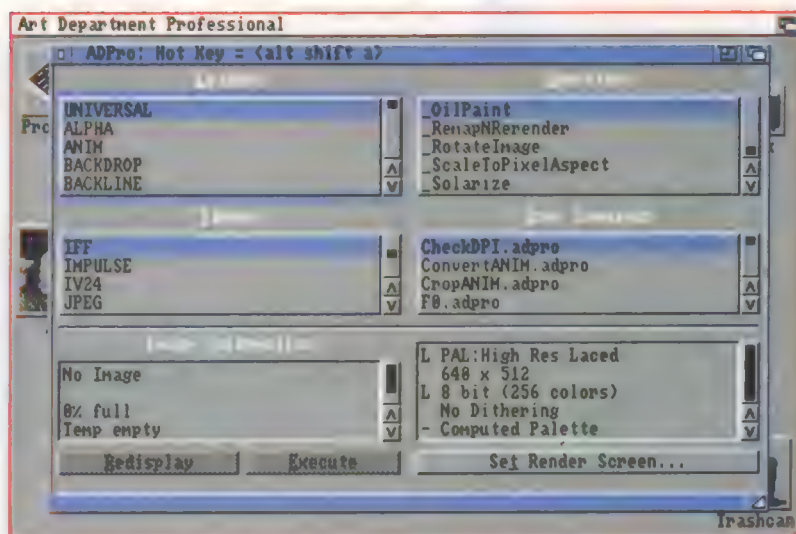 Art Department Professional
ADPro: Hot Key = <alt shift a>
UNIVERSAL
ALPHA
ANIM
BACKDROP
BACKLINE
_OilPaint
_RemapNRerender
_RotateImage
_ScaleToPixelAspect
_Solarize
IFF
IMPULSE
IV24
JPEG
CheckDPI.adpro
ConvertANIM.adpro
CropANIM.adpro
F0.adpro
No Image
0% full
Temp empty
L PAL:High Res Laced
640 x 512
L 8 bit (256 colors)
No Dithering
- Computed Palette
Redisplay
Execute
Set Render Screen...
Trashcan